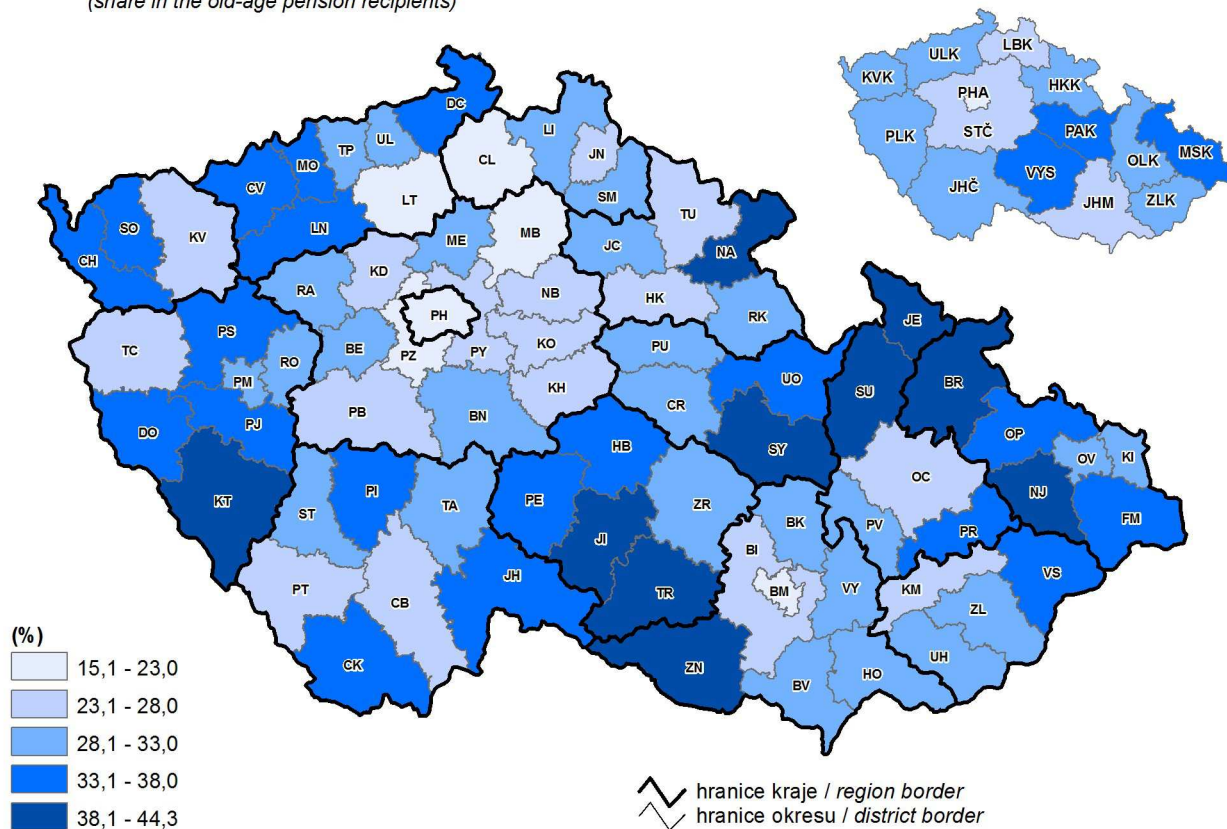 (share in the old-age pension recipients)
ULK
LBK
KVK
HKK
PHA
STČ
PLK
PAK
OLK
MSK
VYS
JHČ
JHM
ZLK
DC
LI
UL
TP
MO
CL
JN
CV
LT
SM
SO
KV
TU
LN
MB
ME
JC
NA
CH
KD
RA
NB
HK
PH
RK
PS
JE
TC
RO
BE
PZ
PY
KO
PU
UO
PM
KH
SU
BR
PB
BN
CR
DO
PJ
HB
SY
OP
OV
KI
OC
NJ
KT
PI
TA
PE
ZR
ST
BK
PV
PR
FM
JI
BI
JH
VS
PT
TR
BM
VY
KM
CB
ZL
CK
ZN
UH
BV
HO
(%)
15,1 - 23,0
23,1 - 28,0
28,1 - 33,0
33,1 - 38,0
38,1 - 44,3
hranice kraje / region border
hranice okresu / district border